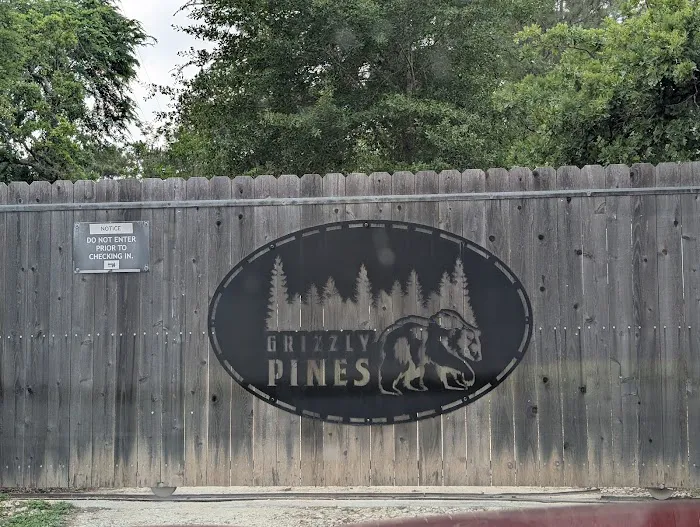 NOTICE
DO NOT ENTER
PRIOR TO
CHECKING IN.
GRIZZLY
PINES